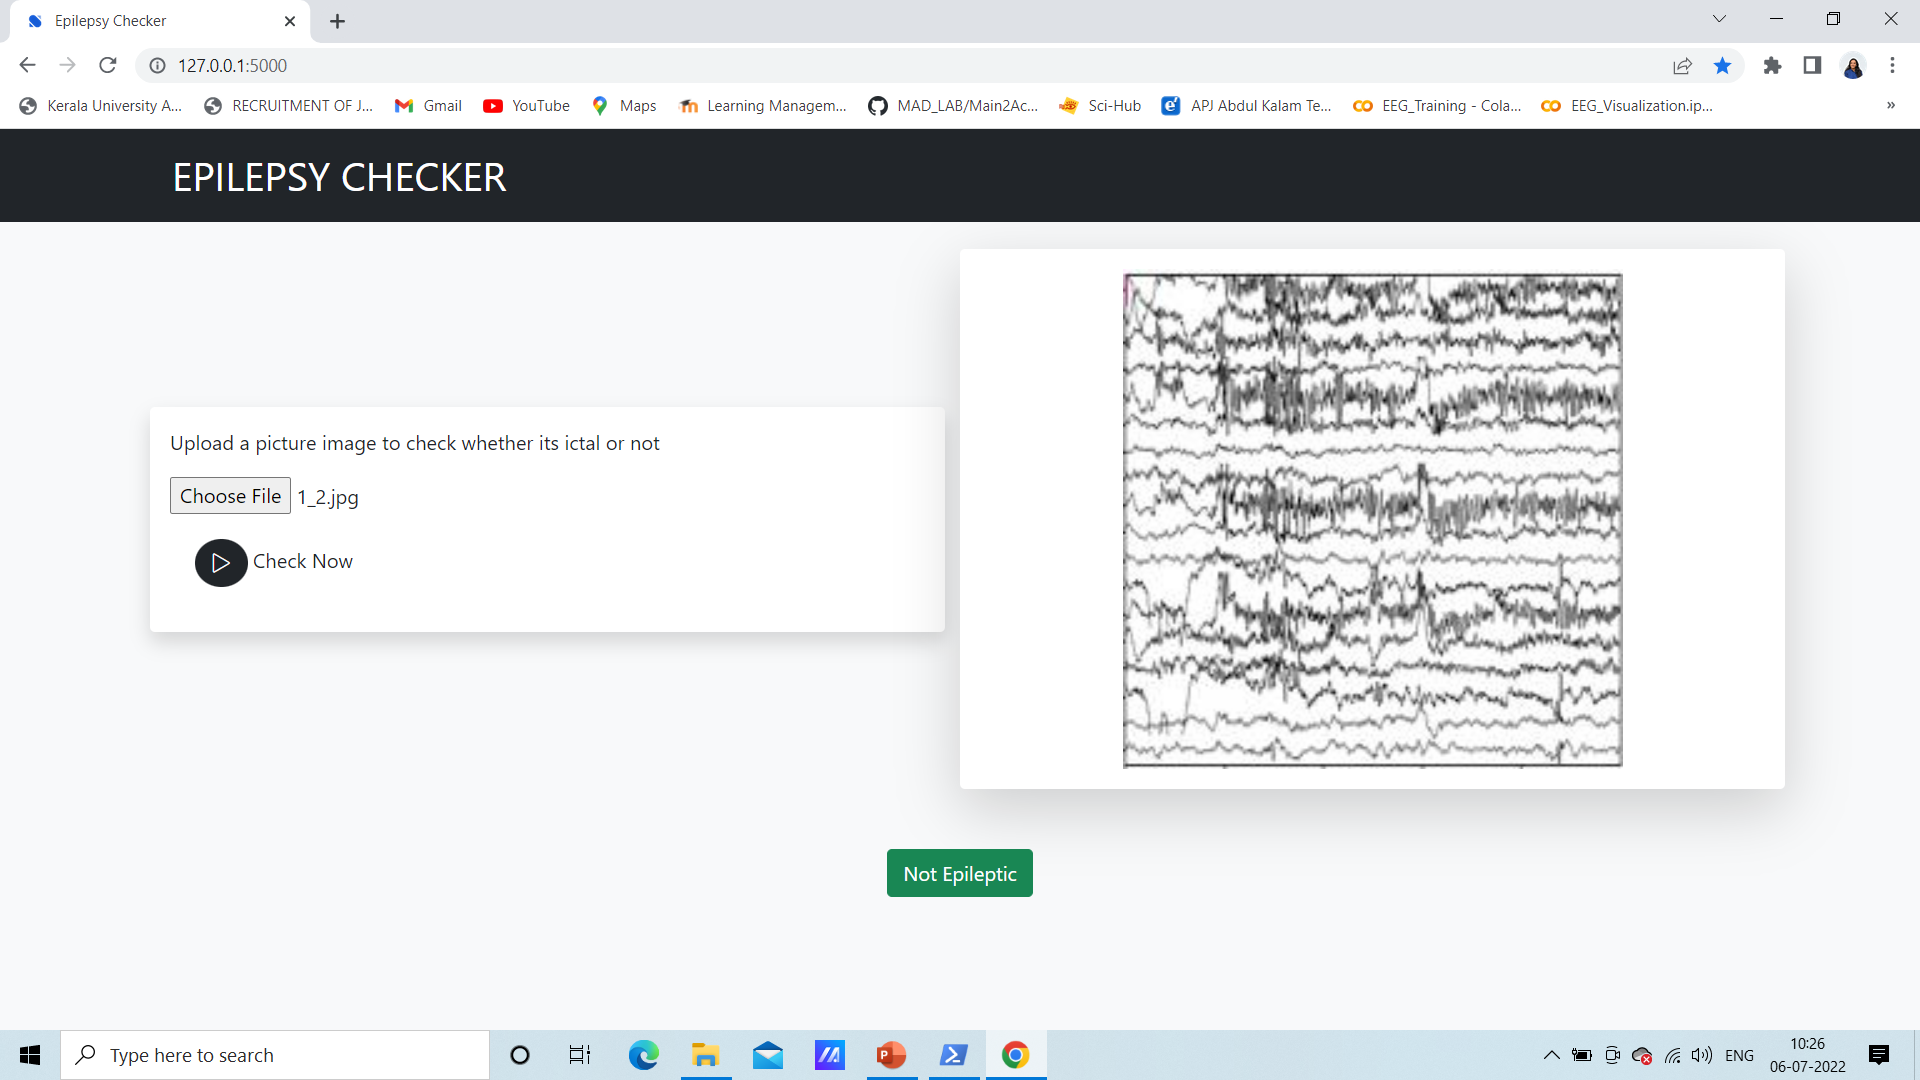 Epilepsy Checker
127.0.0.1:5000
Kerala University A...
RECRUITMENT OF J...
Gmail
YouTube
Maps
Learning Managem...
MAD_LAB/Main2Ac...
Sci-Hub
APJ Abdul Kalam Te...
EEG_Training - Cola...
EEG_Visualization.ip...
»
EPILEPSY CHECKER
Upload a picture image to check whether its ictal or not
Choose File 1_2.jpg
Check Now
Not Epileptic
Type here to search
ENG
10:26
06-07-2022